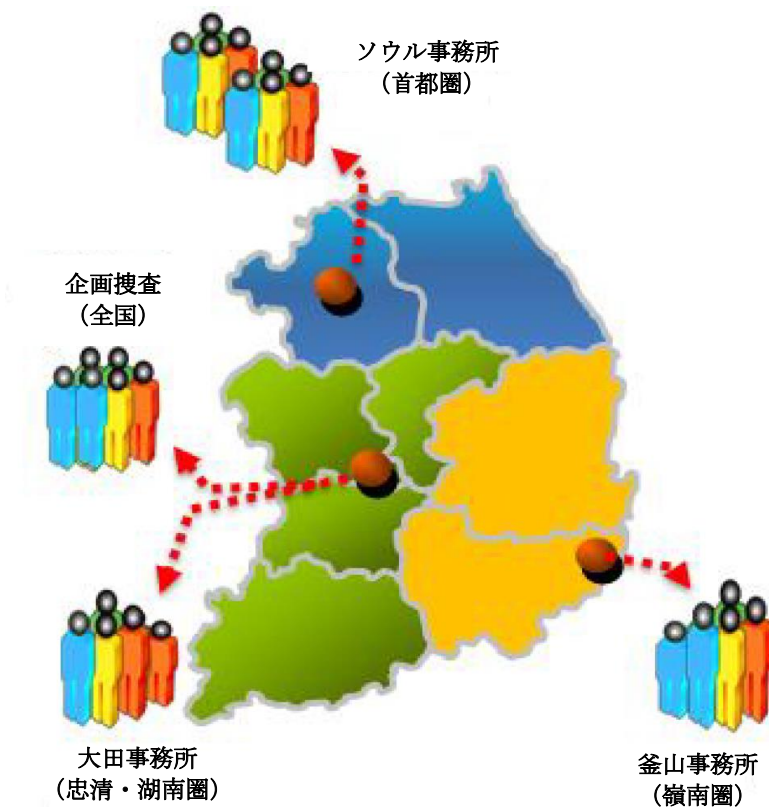 ソウル事務所
（首都圏）
企画捜査
（全国）
大田事務所
（忠清・湖南圏）
釜山事務所
（嶺南圏）